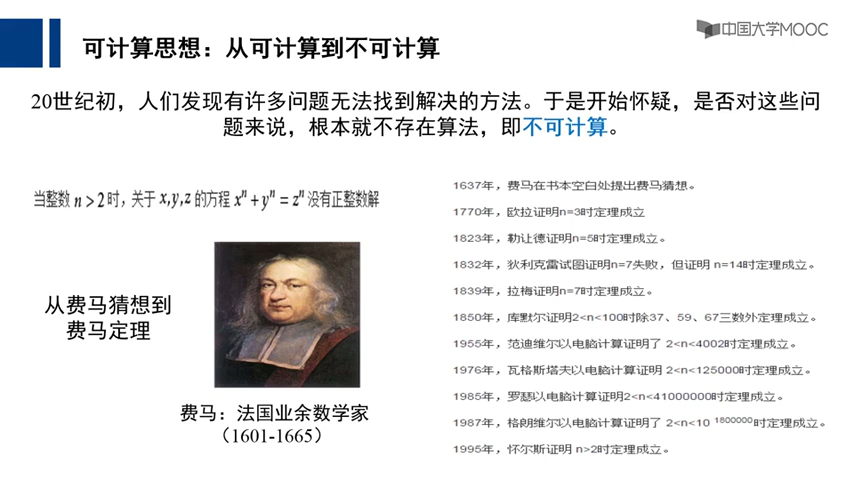 可计算思想：从可计算到不可计算
中国大学MOOC
20世纪初，人们发现有许多问题无法找到解决的方法。于是开始怀疑，是否对这些问
题来说，根本就不存在算法，即不可计算。
当整数 n > 2 时，关于 x, y, z 的方程 xⁿ + yⁿ = zⁿ 没有正整数解
从费马猜想到
费马定理
费马：法国业余数学家
（1601-1665）
1637年，费马在书本空白处提出费马猜想。
1770年，欧拉证明n=3时定理成立
1823年，勒让德证明n=5时定理成立。
1832年，狄利克雷试图证明n=7失败，但证明 n=14时定理成立。
1839年，拉梅证明n=7时定理成立。
1850年，库默尔证明2<n<100时除37、59、67三数外定理成立。
1955年，范迪维尔以电脑计算证明了 2<n<4002时定理成立。
1976年，瓦格斯塔夫以电脑计算证明 2<n<125000时定理成立。
1985年，罗瑟以电脑计算证明2<n<41000000时定理成立。
1987年，格朗维尔以电脑计算证明了 2<n<10 ¹⁸⁰⁰⁰⁰⁰时定理成立。
1995年，怀尔斯证明 n>2时定理成立。